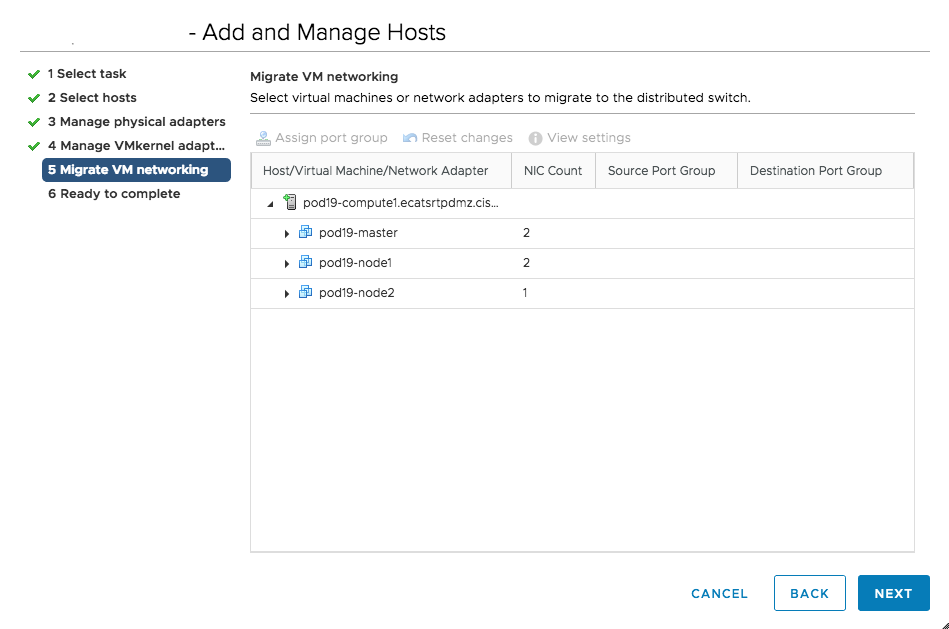 - Add and Manage Hosts
1 Select task
2 Select hosts
3 Manage physical adapters
4 Manage VMkernel adapt...
5 Migrate VM networking
6 Ready to complete
Migrate VM networking
Select virtual machines or network adapters to migrate to the distributed switch.
Assign port group Reset changes View settings
Host/Virtual Machine/Network Adapter NIC Count Source Port Group Destination Port Group
pod19-compute1.ecatsrtpdmz.cis...
pod19-master 2
pod19-node1 2
pod19-node2 1
CANCEL BACK NEXT